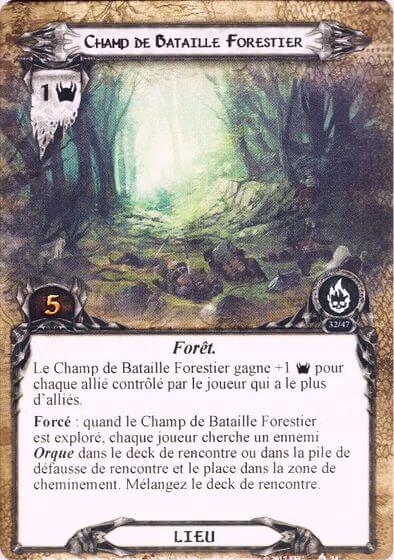 Champ de Bataille Forestier
1
5
32/47
Forêt.
Le Champ de Bataille Forestier gagne +1 pour
chaque allié contrôlé par le joueur qui a le plus
d'alliés.
Forcé : quand le Champ de Bataille Forestier
est exploré, chaque joueur cherche un ennemi
Orque dans le deck de rencontre ou dans la pile de
défausse de rencontre et le place dans la zone de
cheminement. Mélangez le deck de rencontre.
LIEU